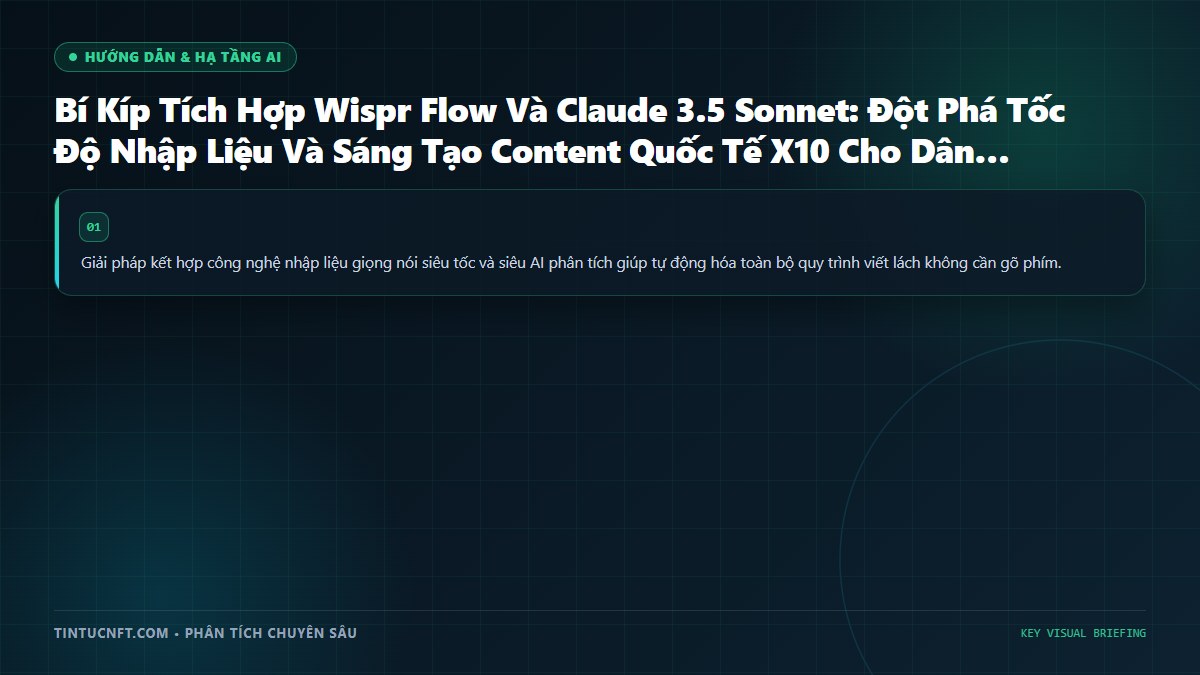 HƯỚNG DẪN & HẠ TẦNG AI
Bí Kíp Tích Hợp Wispr Flow Và Claude 3.5 Sonnet: Đột Phá Tốc
Độ Nhập Liệu Và Sáng Tạo Content Quốc Tế X10 Cho Dân...
01
Giải pháp kết hợp công nghệ nhập liệu giọng nói siêu tốc và siêu AI phân tích giúp tự động hóa toàn bộ quy trình viết lách không cần gõ phím.
TINTUCNFT.COM • PHÂN TÍCH CHUYÊN SÂU
KEY VISUAL BRIEFING